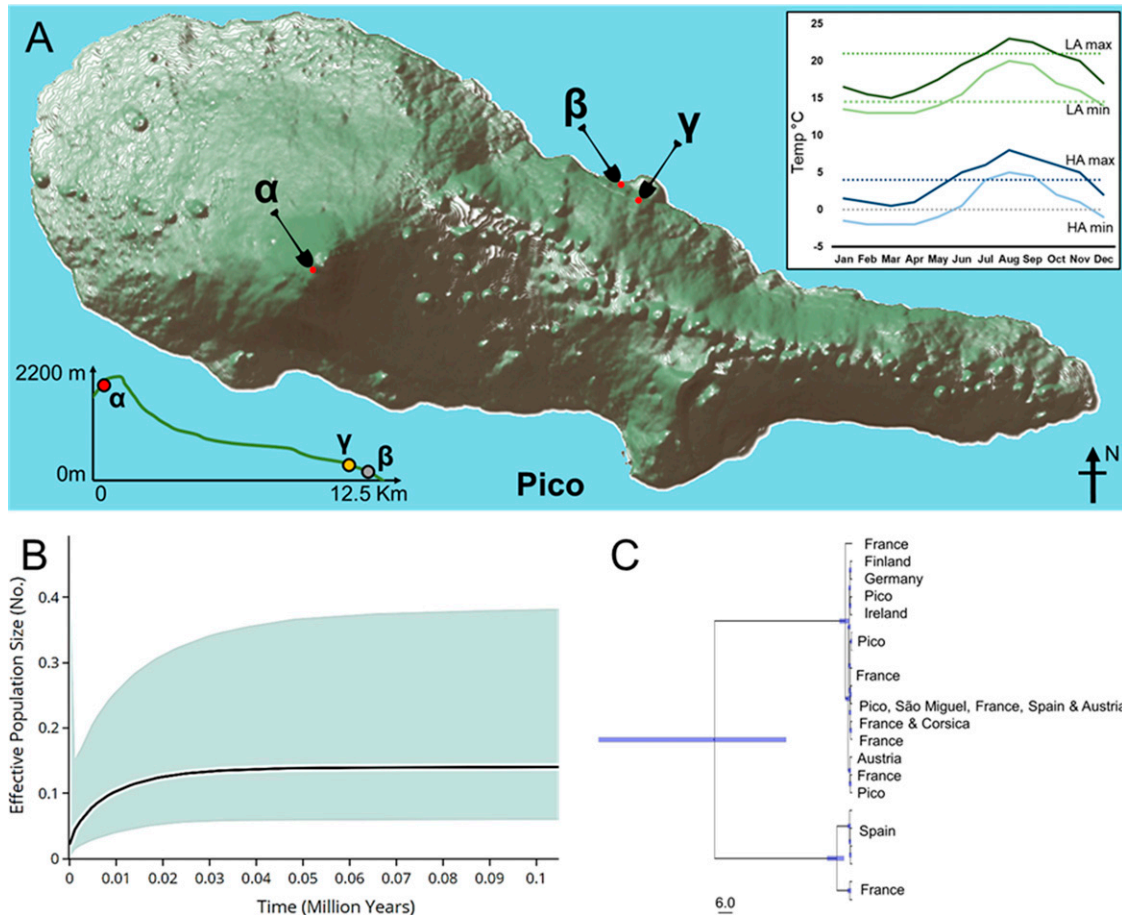 A
β
γ
α
Pico
N
2200 m
α
γ
β
0m
0
12.5 Km
25
20
15
10
5
0
-5
Temp °C
LA max
LA min
HA max
HA min
Jan Feb Mar Apr May Jun Jul Aug Sep Oct Nov Dec
B
Effective Population Size (No.)
0.4
0.3
0.2
0.1
0
0 0.01 0.02 0.03 0.04 0.05 0.06 0.07 0.08 0.09 0.1
Time (Million Years)
C
France
Finland
Germany
Pico
Ireland
Pico
France
Pico, São Miguel, France, Spain & Austria
France & Corsica
France
Austria
France
Pico
Spain
France
6.0